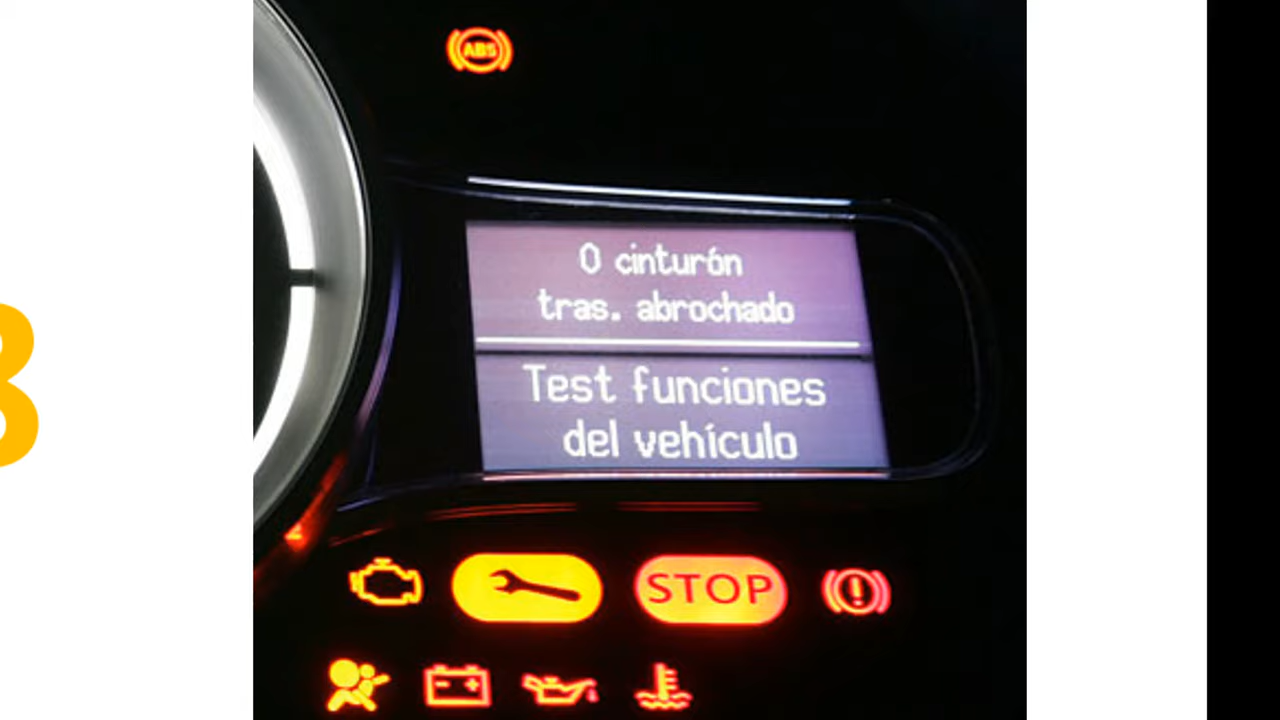 ABS
0 cinturón
tras. abrochado
Test funciones
del vehículo
STOP